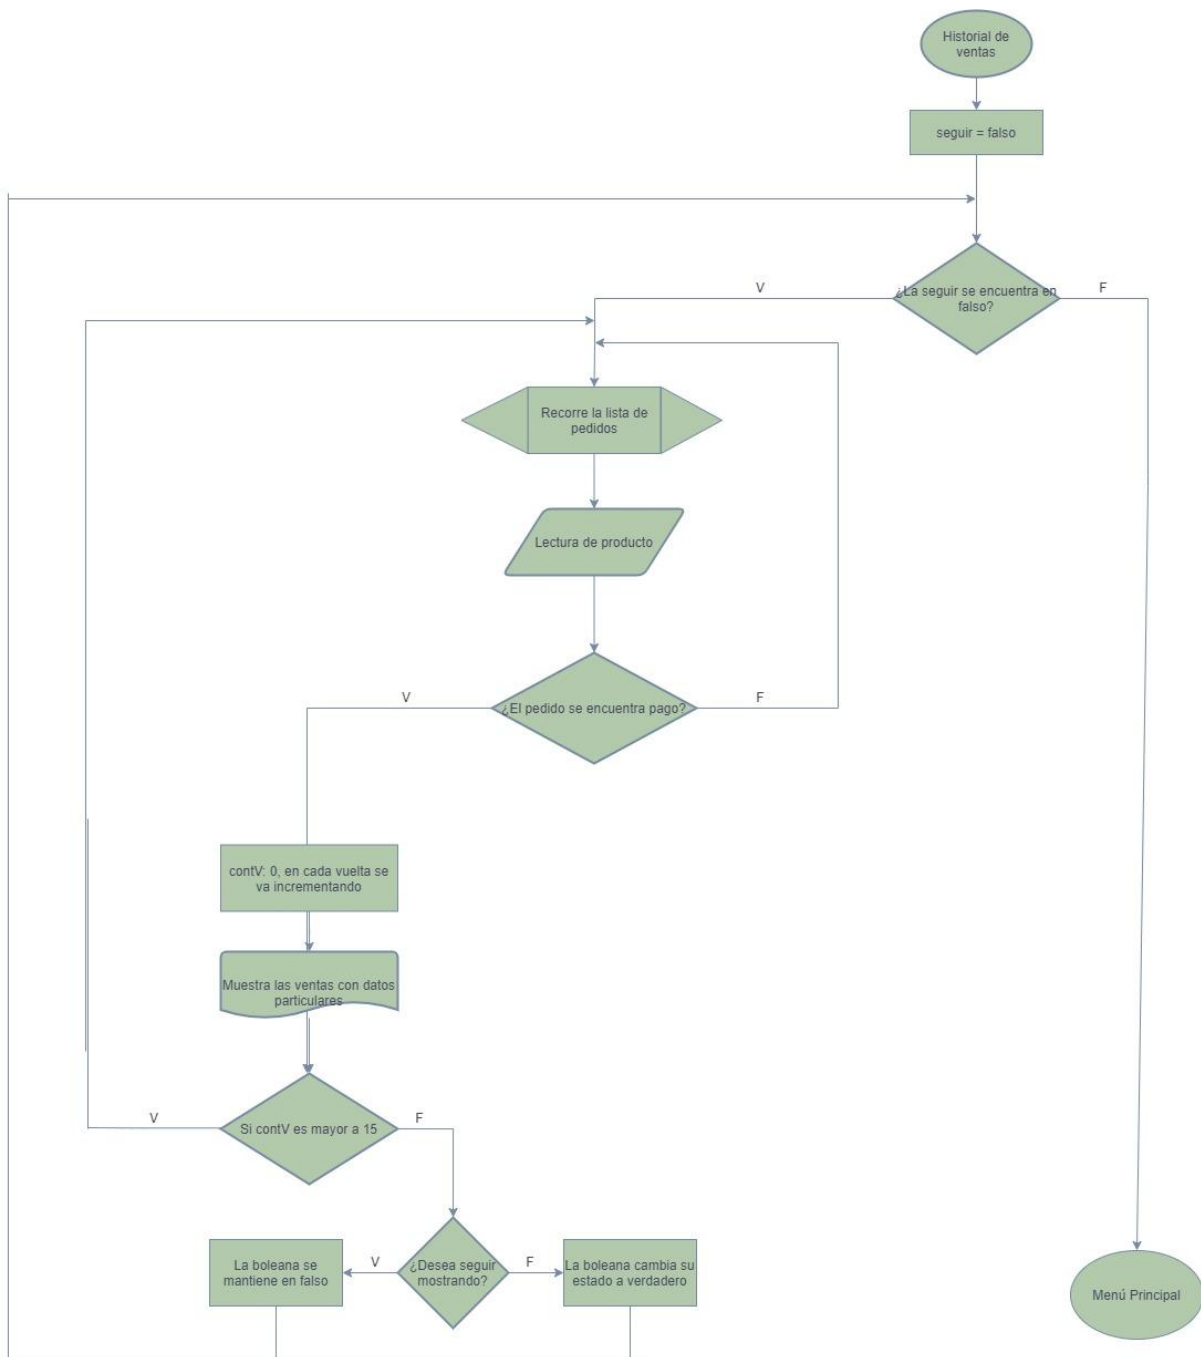 Historial de
ventas
seguir = falso
¿La seguir se encuentra en
falso?
V
F
Recorre la lista de
pedidos
Lectura de producto
¿El pedido se encuentra pago?
V
F
contV: 0, en cada vuelta se
va incrementando
Muestra las ventas con datos
particulares
Si contV es mayor a 15
V
F
¿Desea seguir
mostrando?
V
F
La boleana se
mantiene en falso
La boleana cambia su
estado a verdadero
Menú Principal